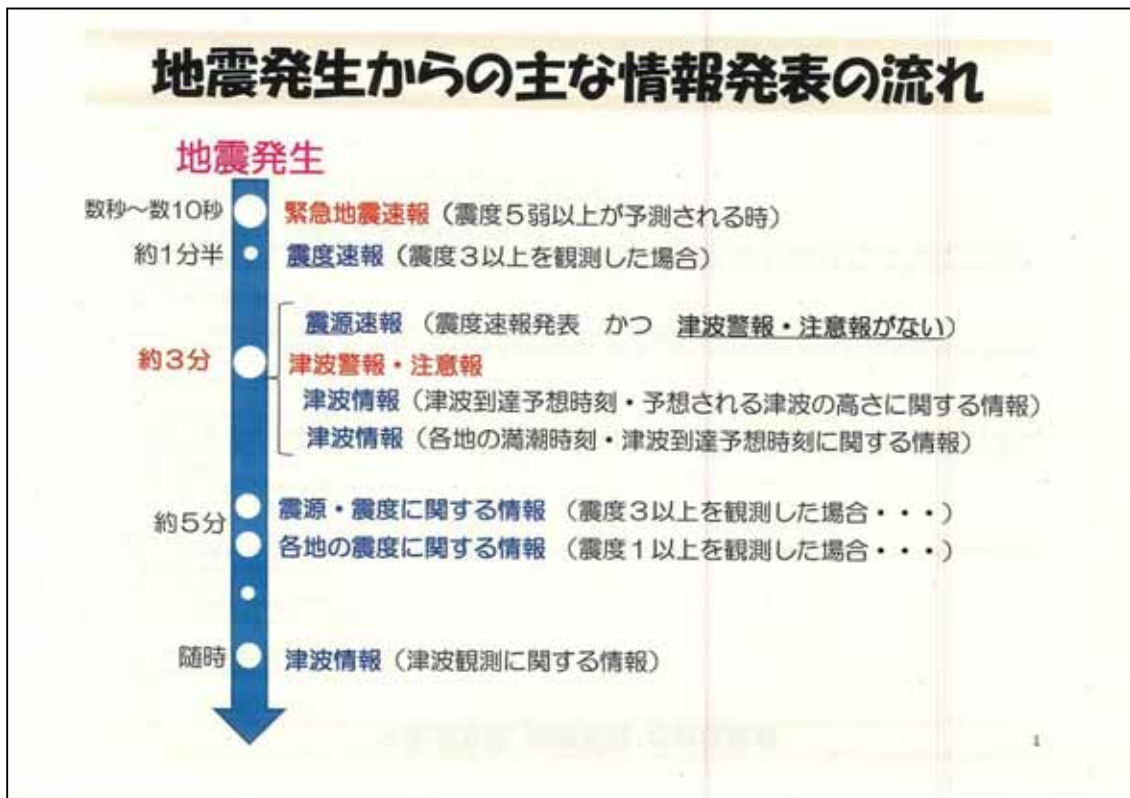 地震発生からの主な情報発表の流れ
地震発生
数秒～数10秒 緊急地震速報（震度5弱以上が予測される時）
約1分半 震度速報（震度3以上を観測した場合）
震源速報（震度速報発表 かつ 津波警報・注意報がない）
約3分 津波警報・注意報
津波情報（津波到達予想時刻・予想される津波の高さに関する情報）
津波情報（各地の満潮時刻・津波到達予想時刻に関する情報）
約5分 震源・震度に関する情報（震度3以上を観測した場合・・・）
各地の震度に関する情報（震度1以上を観測した場合・・・）
随時 津波情報（津波観測に関する情報）
1